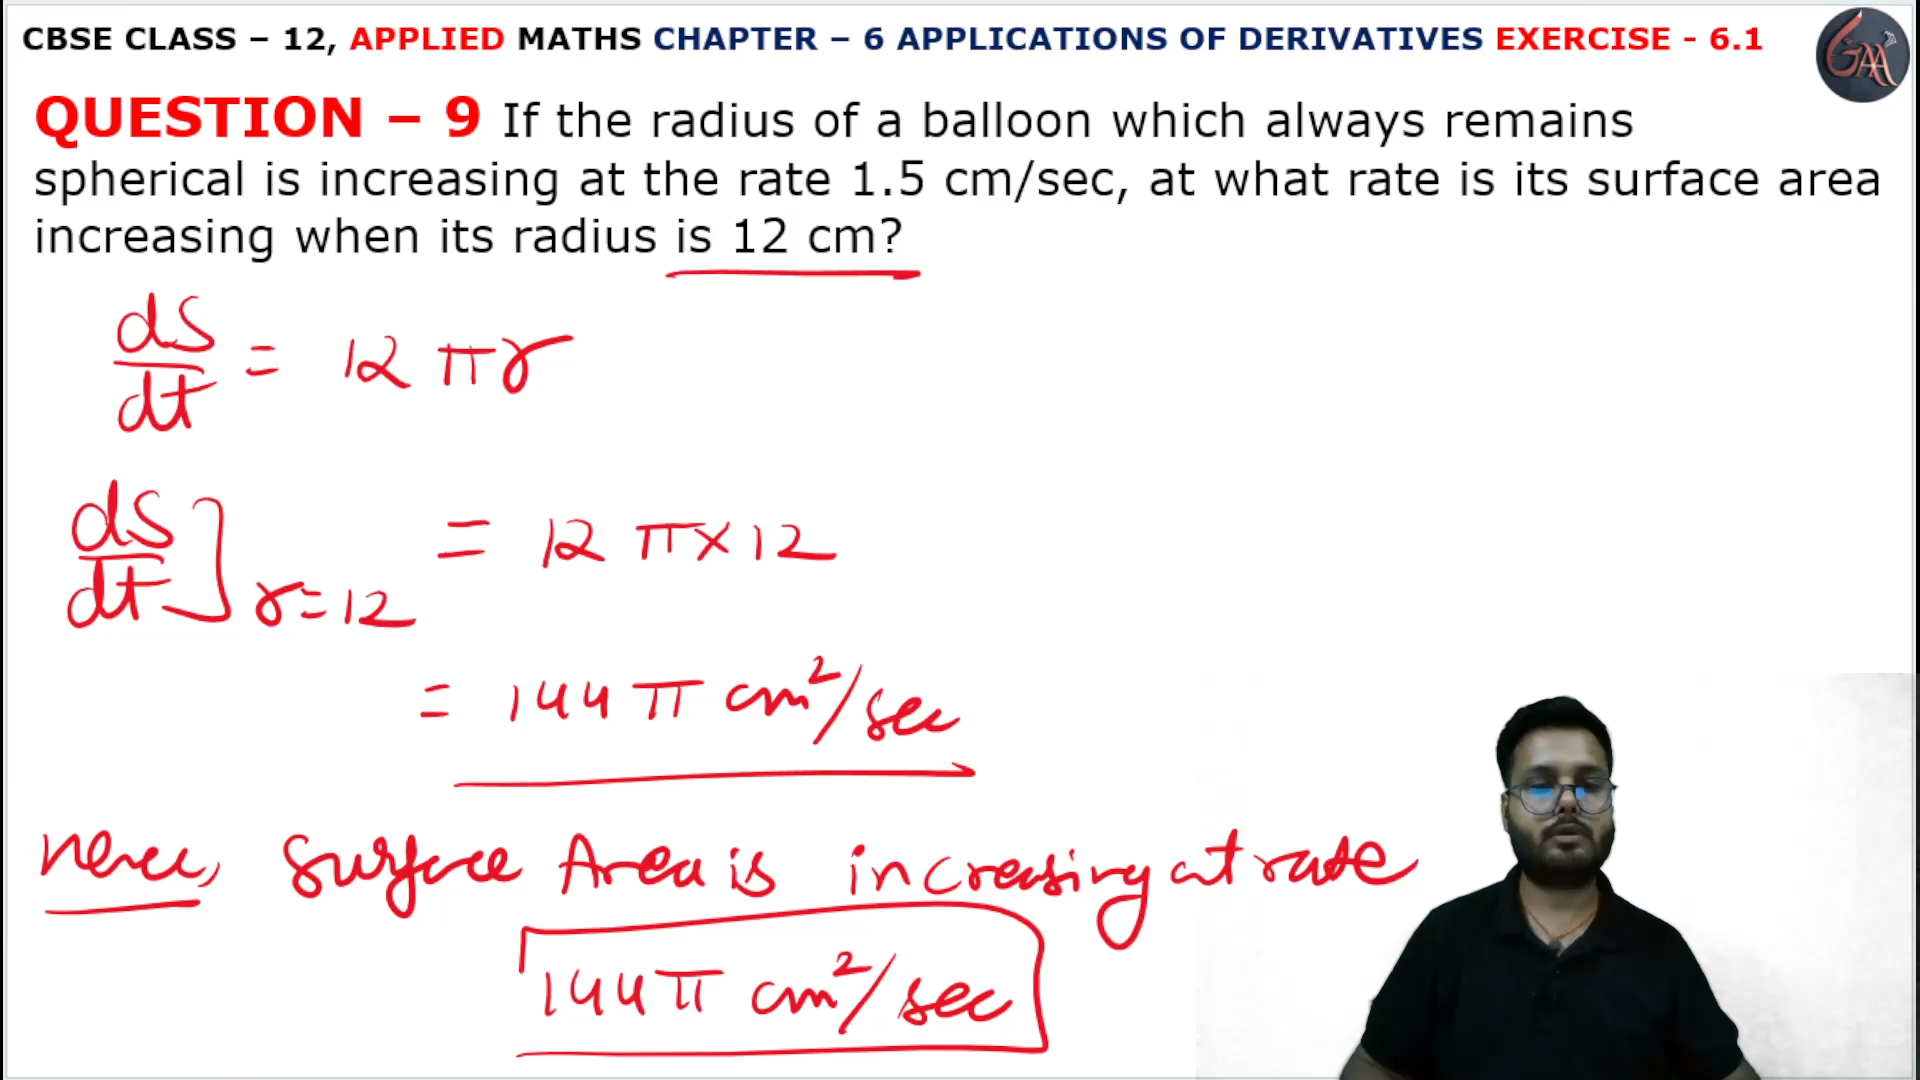 CBSE CLASS – 12, APPLIED MATHS CHAPTER – 6 APPLICATIONS OF DERIVATIVES EXERCISE - 6.1
QUESTION – 9 If the radius of a balloon which always remains
spherical is increasing at the rate 1.5 cm/sec, at what rate is its surface area
increasing when its radius is 12 cm?
dS/dt = 12 πr
dS/dt]r=12 = 12 π×12
= 144 π cm²/sec
Hence, Surface Area is increasing at rate
144 π cm²/sec